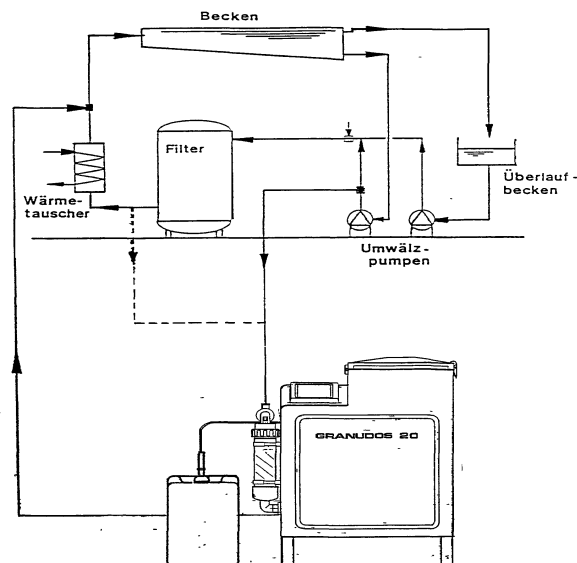 Becken
Filter
Überlauf-
becken
Wärme-
tauscher
Umwälz-
pumpen
GRANUDOS 20